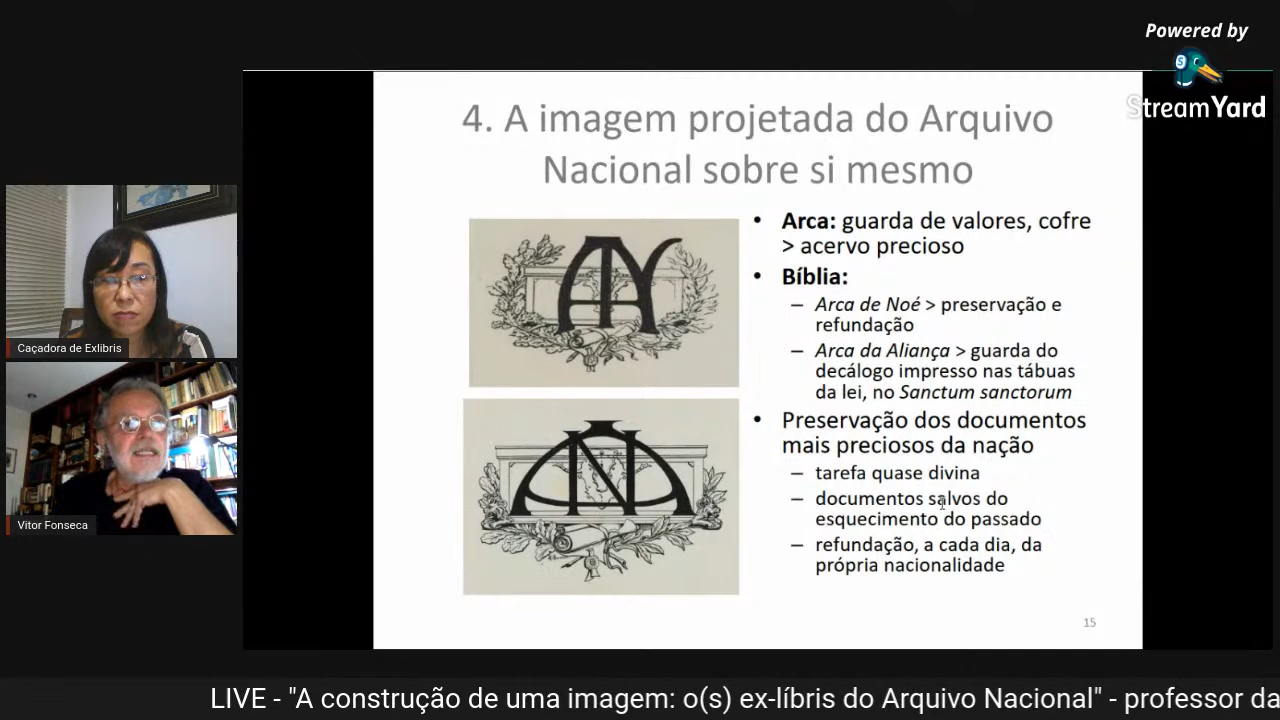 Powered by
StreamYard
4. A imagem projetada do Arquivo
Nacional sobre si mesmo
• Arca: guarda de valores, cofre
> acervo precioso
• Bíblia:
– Arca de Noé > preservação e
refundação
– Arca da Aliança > guarda do
decálogo impresso nas tábuas
da lei, no Sanctum sanctorum
• Preservação dos documentos
mais preciosos da nação
– tarefa quase divina
– documentos salvos do
esquecimento do passado
– refundação, a cada dia, da
própria nacionalidade
15
Caçadora de Exlibris
Vitor Fonseca
LIVE - "A construção de uma imagem: o(s) ex-líbris do Arquivo Nacional" - professor da